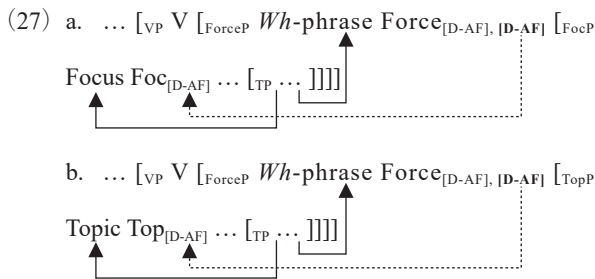 (27) a. … [VP V [ForceP Wh-phrase Force[D-AF], [D-AF] [FocP
Focus Foc[D-AF] … [TP … ]]]]
b. … [VP V [ForceP Wh-phrase Force[D-AF], [D-AF] [TopP
Topic Top[D-AF] … [TP … ]]]]